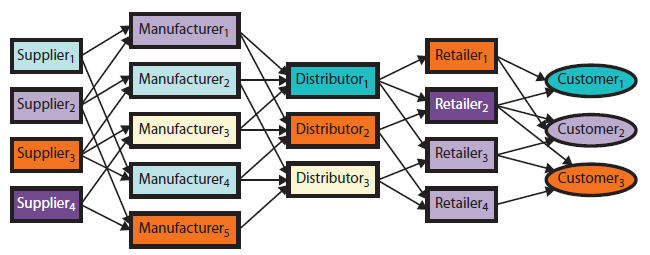 Supplier₁
Supplier₂
Supplier₃
Supplier₄
Manufacturer₁
Manufacturer₂
Manufacturer₃
Manufacturer₄
Manufacturer₅
Distributor₁
Distributor₂
Distributor₃
Retailer₁
Retailer₂
Retailer₃
Retailer₄
Customer₁
Customer₂
Customer₃